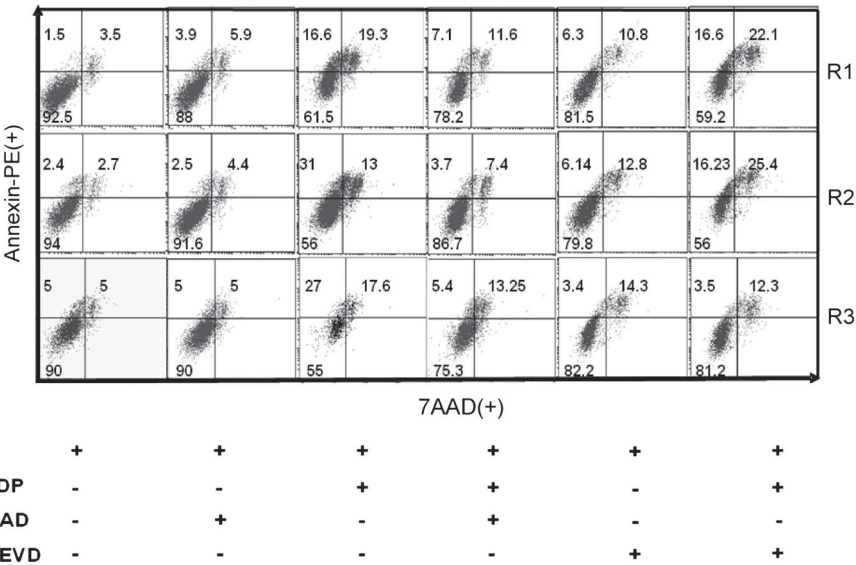 1.5 3.5 3.9 5.9 16.6 19.3 7.1 11.6 6.3 10.8 16.6 22.1
R1
92.5 88 61.5 78.2 81.5 59.2
2.4 2.7 2.5 4.4 31 13 3.7 7.4 6.14 12.8 16.23 25.4
R2
94 91.6 56 86.7 79.8 56
5 5 5 5 27 17.6 5.4 13.25 3.4 14.3 3.5 12.3
R3
90 90 55 75.3 82.2 81.2
Annexin-PE(+)
7AAD(+)
+ + + + + +
DP - - + + - +
AD - + - + - -
EVD - - - - + +